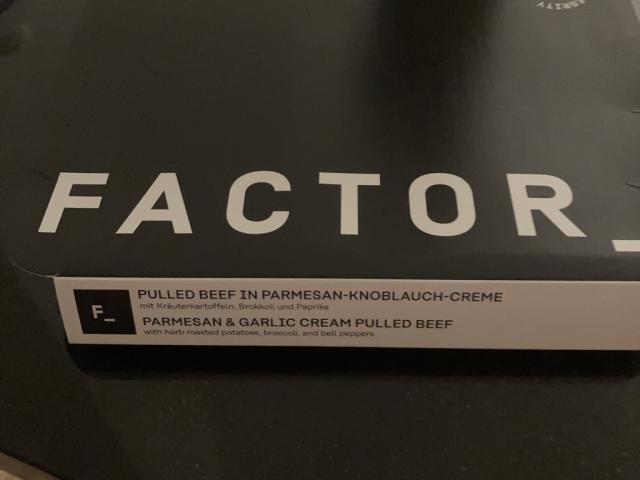 FACTOR_
F_
PULLED BEEF IN PARMESAN-KNOBLAUCH-CREME
mit Kräuterkartoffeln, Brokkoli und Paprika
PARMESAN & GARLIC CREAM PULLED BEEF
with herb roasted potatoes, broccoli, and bell peppers